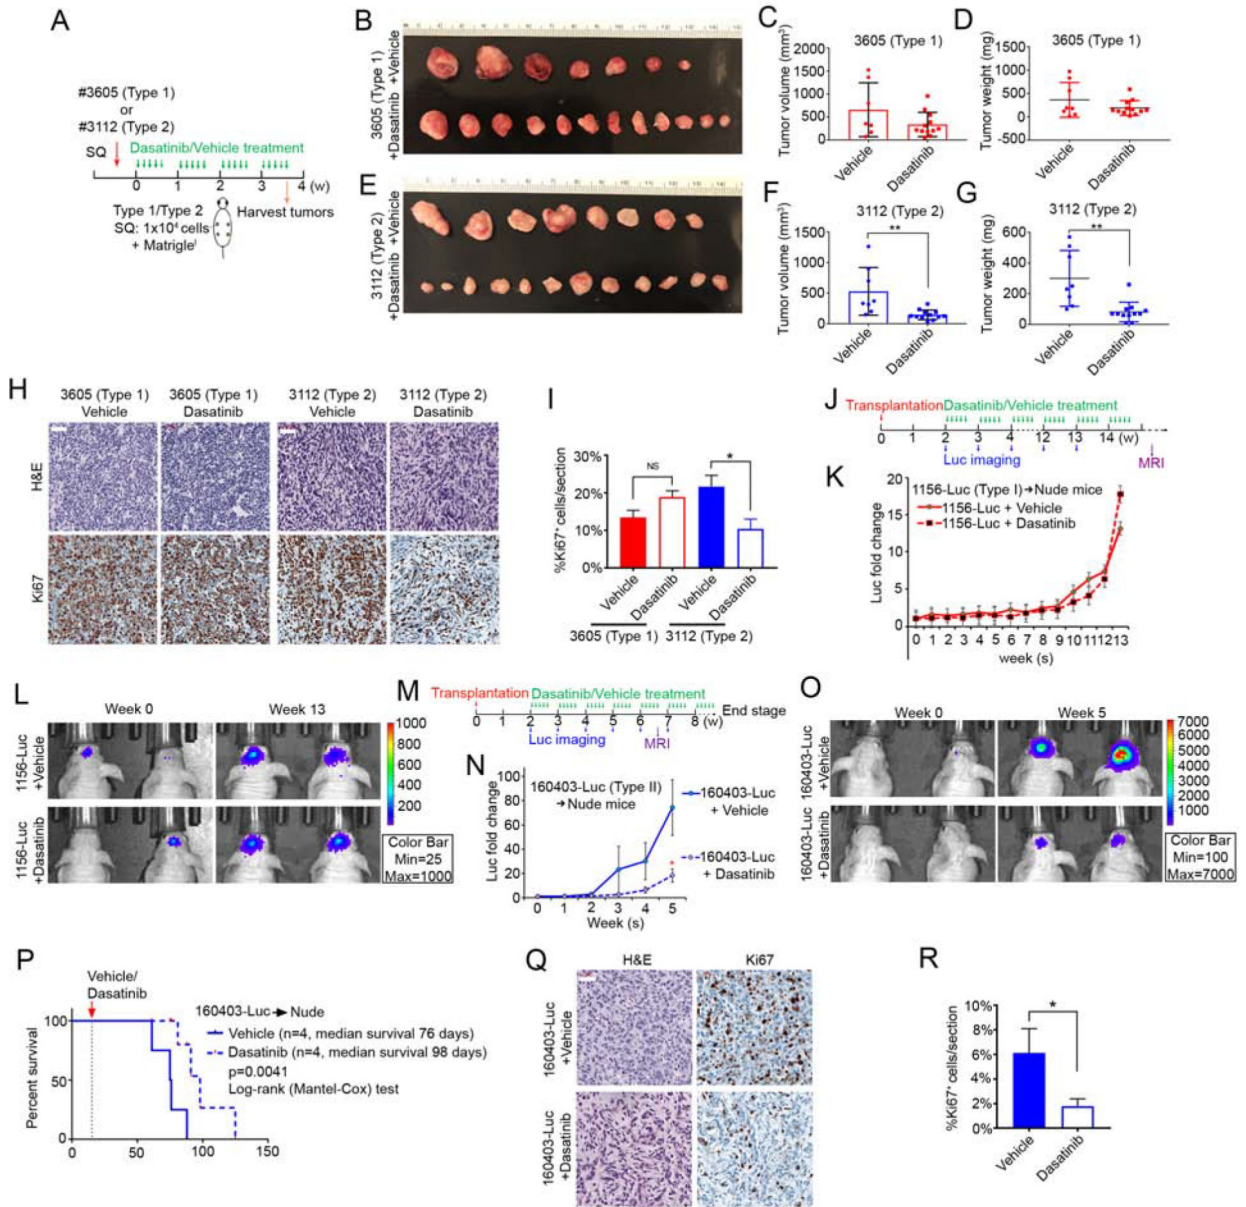 A
#3605 (Type 1)
or
#3112 (Type 2)
SQ
Dasatinib/Vehicle treatment
0 1 2 3 4 (w)
Type 1/Type 2
SQ: 1x10⁴ cells
+ Matrigleˡ
Harvest tumors
B
3605 (Type 1)
+Dasatinib +Vehicle
C
3605 (Type 1)
Tumor volume (mm³)
2000
1500
1000
500
0
Vehicle
Dasatinib
D
3605 (Type 1)
Tumor weight (mg)
1500
1000
500
0
-500
Vehicle
Dasatinib
E
3112 (Type 2)
+Dasatinib +Vehicle
F
3112 (Type 2)
Tumor volume (mm³)
1500
1000
500
0
**
Vehicle
Dasatinib
G
3112 (Type 2)
Tumor weight (mg)
600
400
200
0
**
Vehicle
Dasatinib
H
3605 (Type 1) 3605 (Type 1) 3112 (Type 2) 3112 (Type 2)
Vehicle Dasatinib Vehicle Dasatinib
H&E
Ki67
I
%Ki67⁺ cells/section
30%
20%
10%
0%
NS
*
Vehicle Dasatinib Vehicle Dasatinib
3605 (Type 1) 3112 (Type 2)
J
Transplantation Dasatinib/Vehicle treatment
0 1 2 3 4 12 13 14 (w)
Luc imaging
MRI
K
1156-Luc (Type I)→Nude mice
1156-Luc + Vehicle
1156-Luc + Dasatinib
Luc fold change
20
15
10
5
0
0 1 2 3 4 5 6 7 8 9 10 11 12 13
week (s)
L
Week 0 Week 13
1156-Luc
+Vehicle
1156-Luc
+Dasatinib
1000
800
600
400
200
Color Bar
Min=25
Max=1000
M
Transplantation Dasatinib/Vehicle treatment
0 1 2 3 4 5 6 7 8 (w) End stage
Luc imaging
MRI
N
160403-Luc (Type II)
→Nude mice
160403-Luc
+ Vehicle
160403-Luc
+ Dasatinib
Luc fold change
100
80
60
40
20
0
*
0 1 2 3 4 5
Week (s)
O
Week 0 Week 5
160403-Luc
+Vehicle
160403-Luc
+Dasatinib
7000
6000
5000
4000
3000
2000
1000
Color Bar
Min=100
Max=7000
P
Vehicle/
Dasatinib
160403-Luc → Nude
Vehicle (n=4, median survival 76 days)
Dasatinib (n=4, median survival 98 days)
p=0.0041
Log-rank (Mantel-Cox) test
Percent survival
100
50
0
0 50 100 150
Q
H&E Ki67
160403-Luc
+Vehicle
160403-Luc
+Dasatinib
R
%Ki67⁺ cells/section
10%
8%
6%
4%
2%
0%
*
Vehicle
Dasatinib